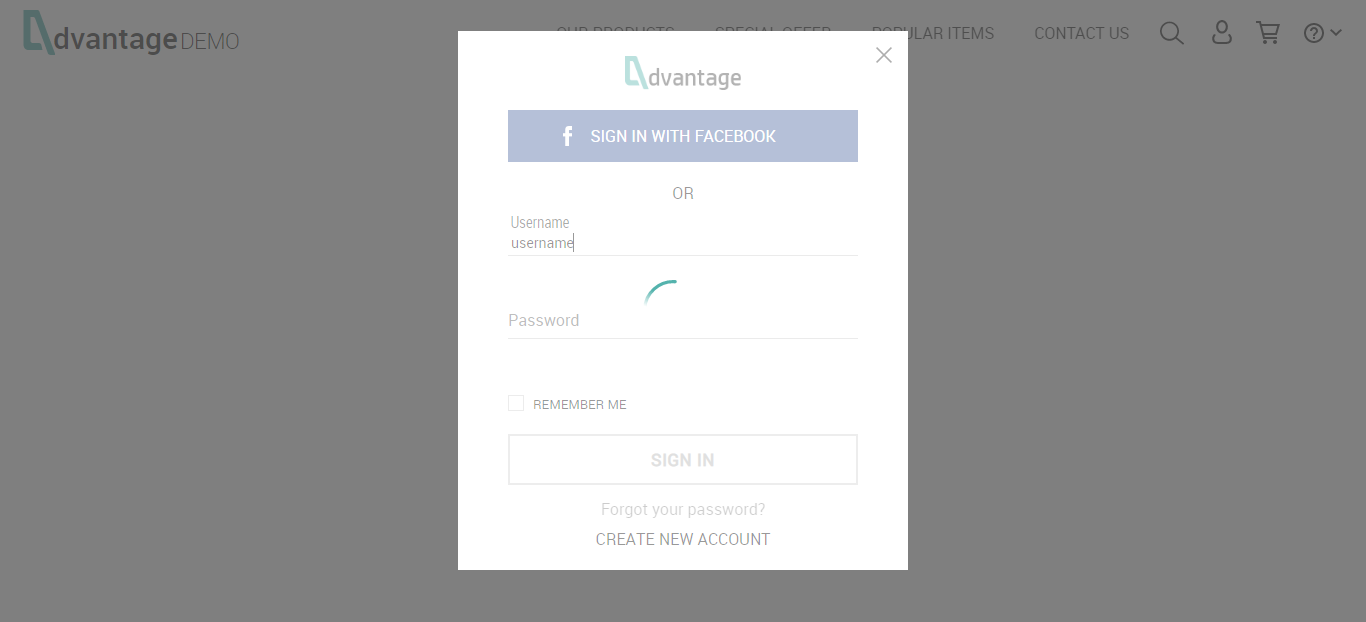 dvantage DEMO
OUR PRODUCTS SPECIAL OFFER POPULAR ITEMS CONTACT US
dvantage
f SIGN IN WITH FACEBOOK
OR
Username
username
Password
REMEMBER ME
SIGN IN
Forgot your password?
CREATE NEW ACCOUNT